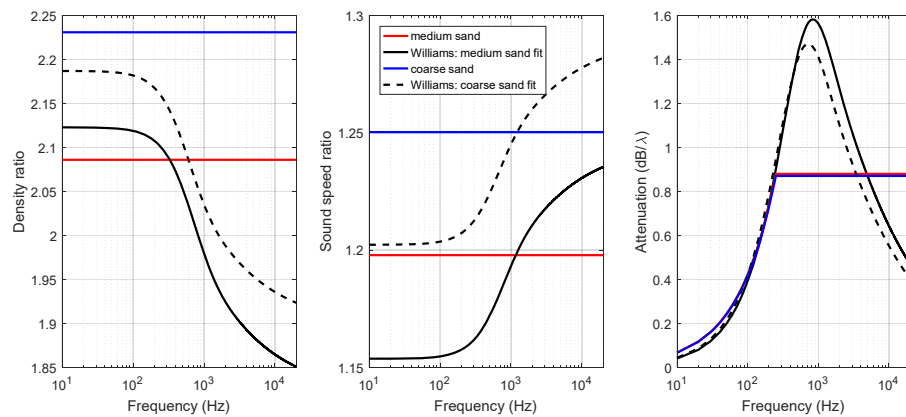 Density ratio
2.25
2.2
2.15
2.1
2.05
2
1.95
1.9
1.85
10^1 10^2 10^3 10^4
Frequency (Hz)
Sound speed ratio
1.3
1.25
1.2
1.15
medium sand
Williams: medium sand fit
coarse sand
Williams: coarse sand fit
10^1 10^2 10^3 10^4
Frequency (Hz)
Attenuation (dB/λ)
1.6
1.4
1.2
1
0.8
0.6
0.4
0.2
0
10^1 10^2 10^3 10^4
Frequency (Hz)